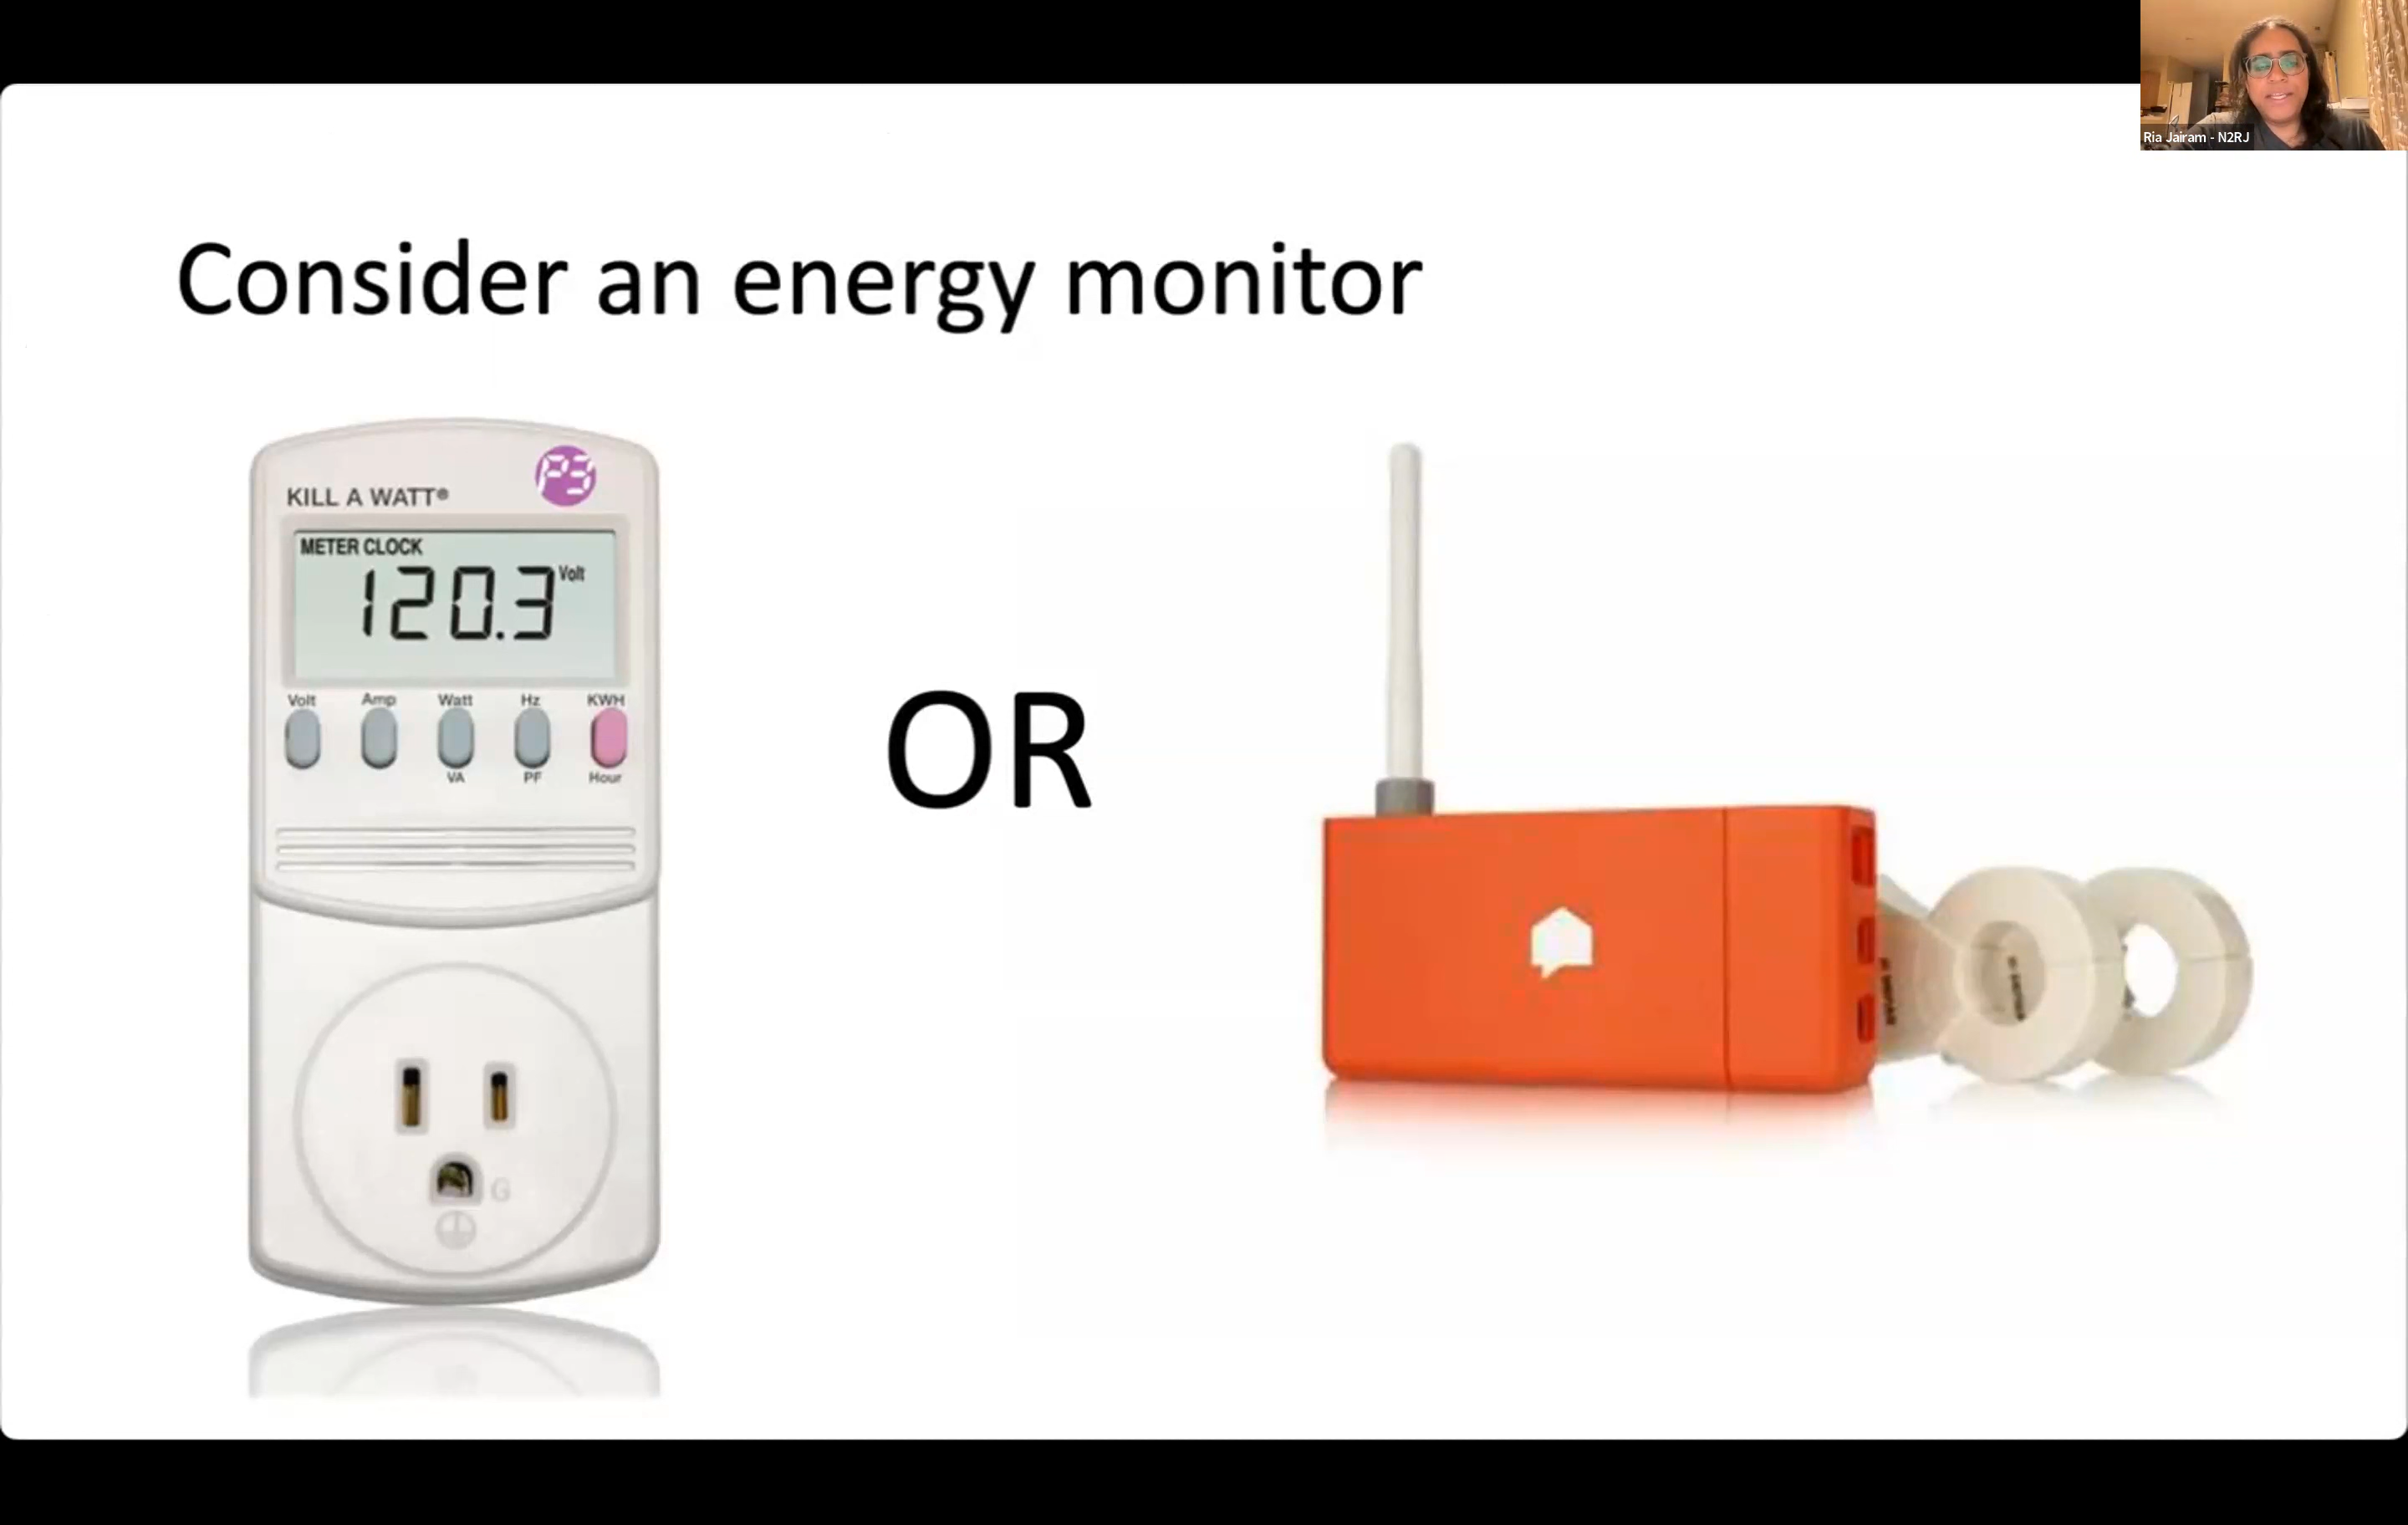 Ria Jairam - N2RJ
Consider an energy monitor
P3
KILL A WATT®
METER CLOCK
120.3 Volt
Volt Amp Watt Hz KWH
VA PF Hour
OR
G